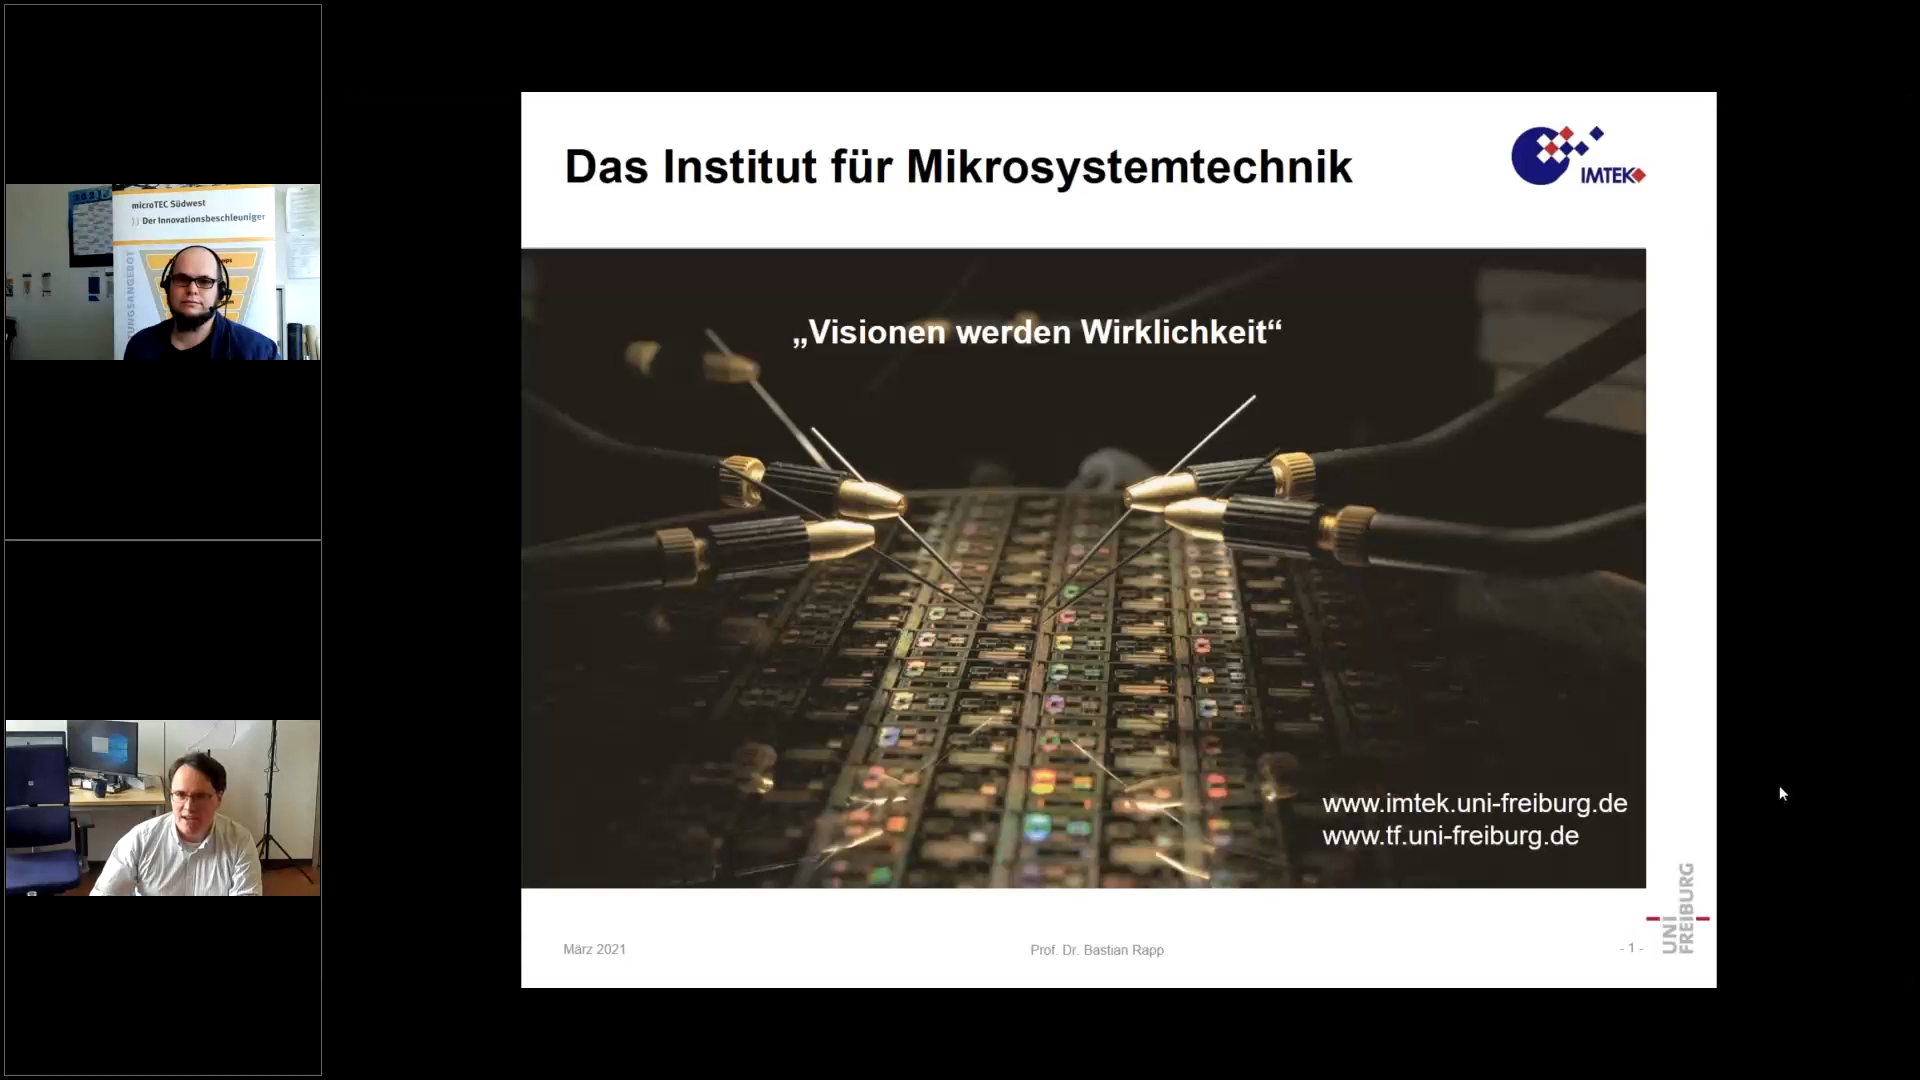 microTEC Südwest
Der Innovationsbeschleuniger
Das Institut für Mikrosystemtechnik
IMTEK
„Visionen werden Wirklichkeit“
www.imtek.uni-freiburg.de
www.tf.uni-freiburg.de
UNI
FREIBURG
März 2021
Prof. Dr. Bastian Rapp
- 1 -